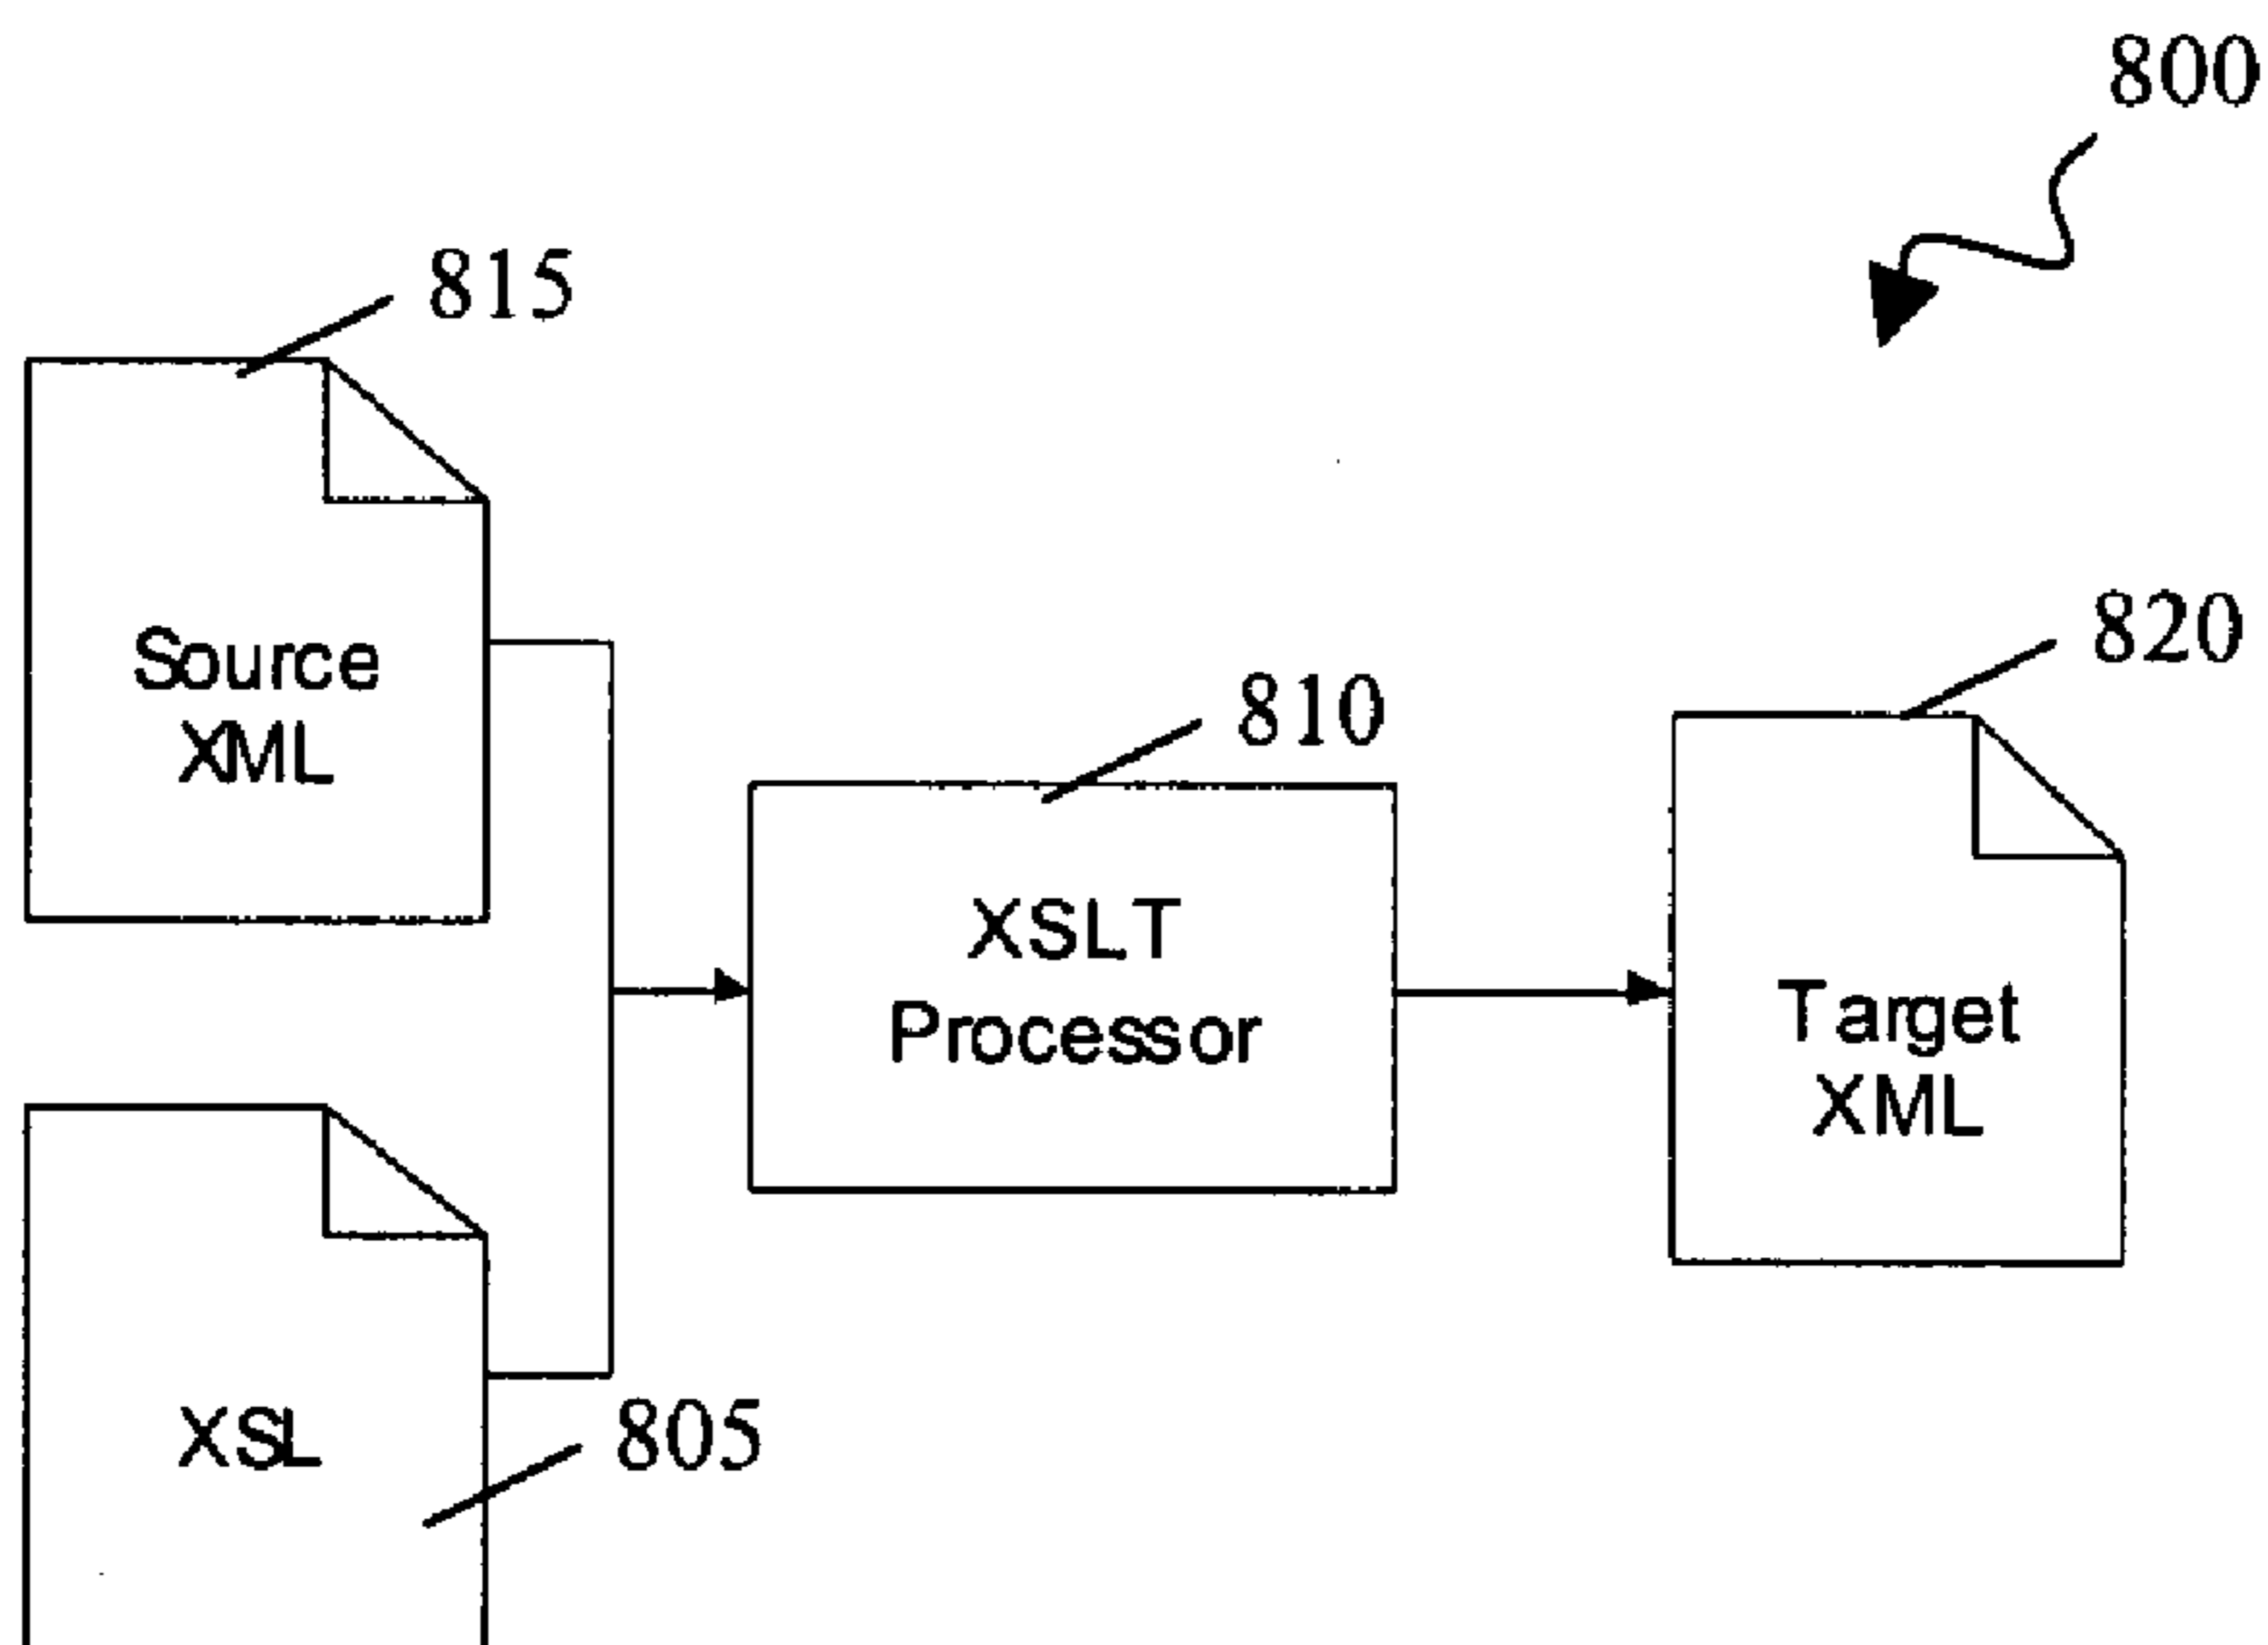 800
815
Source
XML
820
810
XSLT
Processor
Target
XML
XSL
805